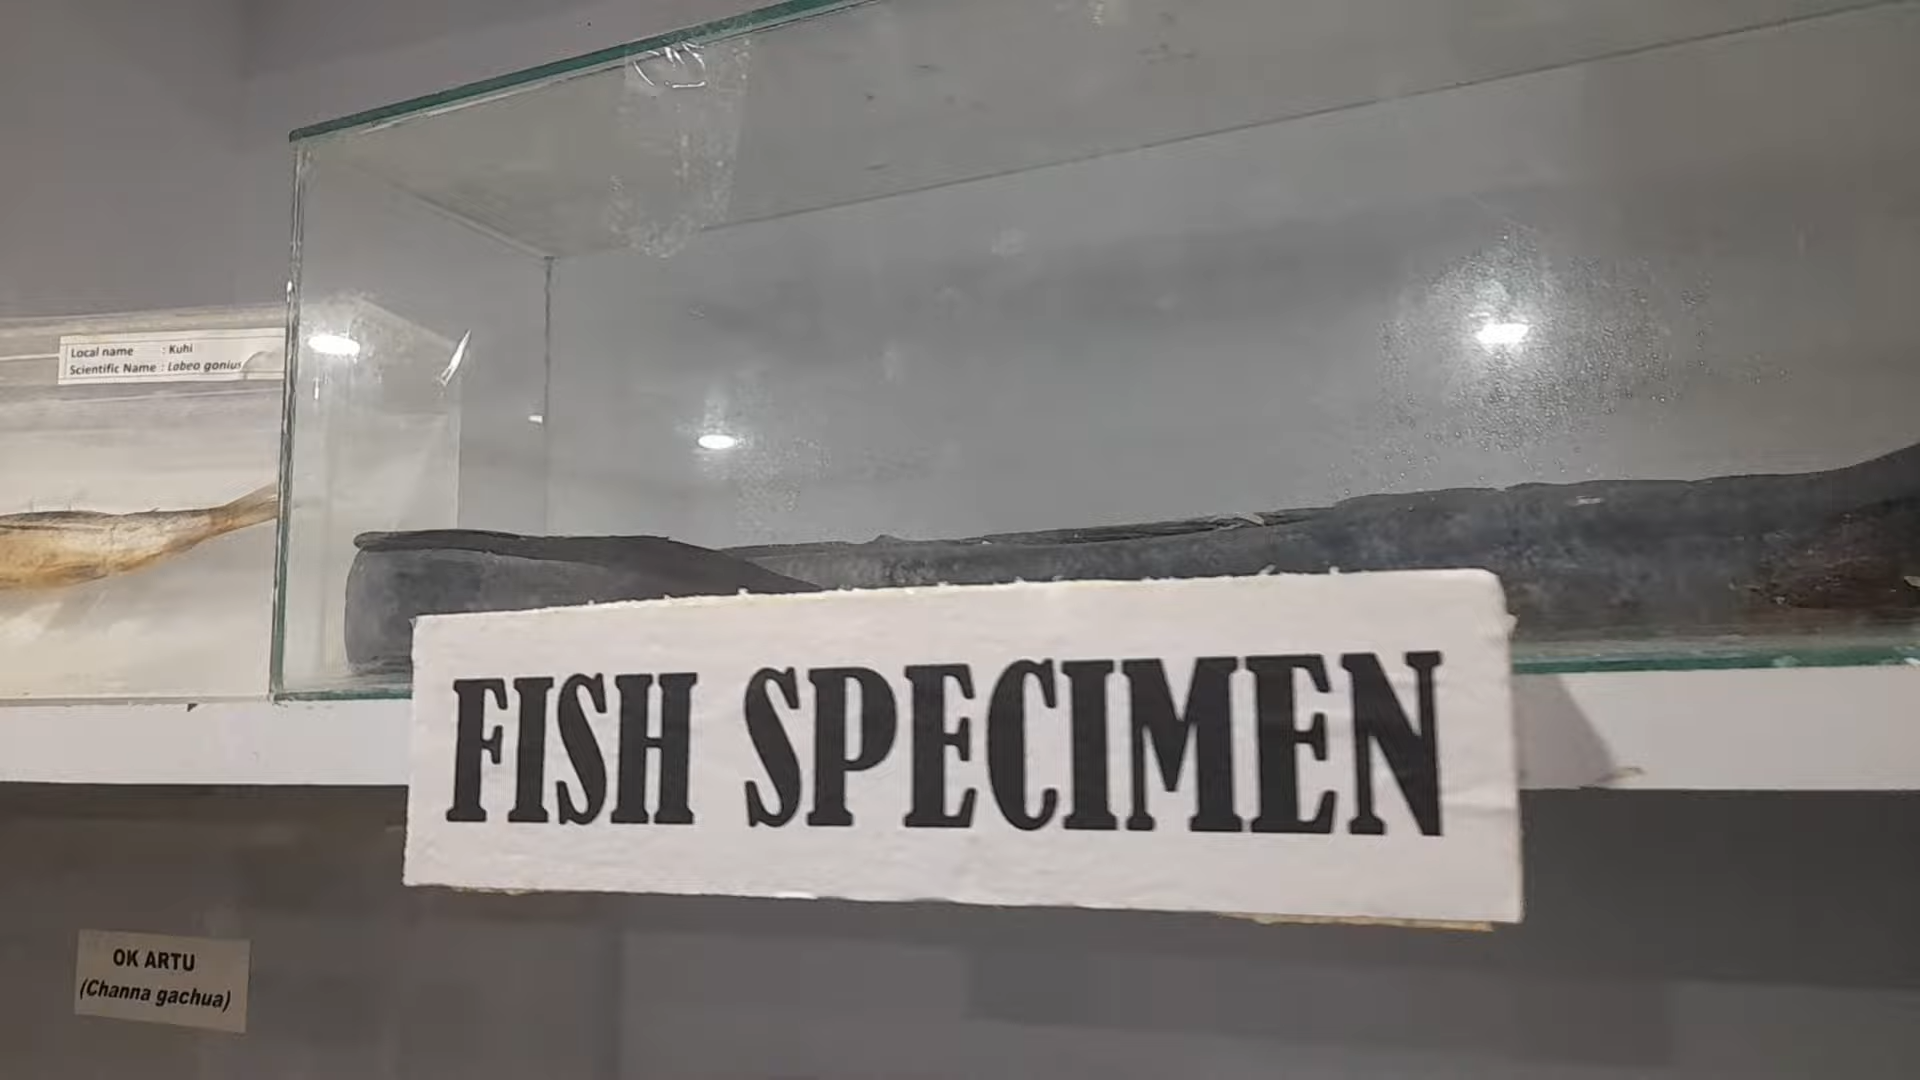 Local name : Kuhi
Scientific Name : Labeo gonius
FISH SPECIMEN
OK ARTU
(Channa gachua)